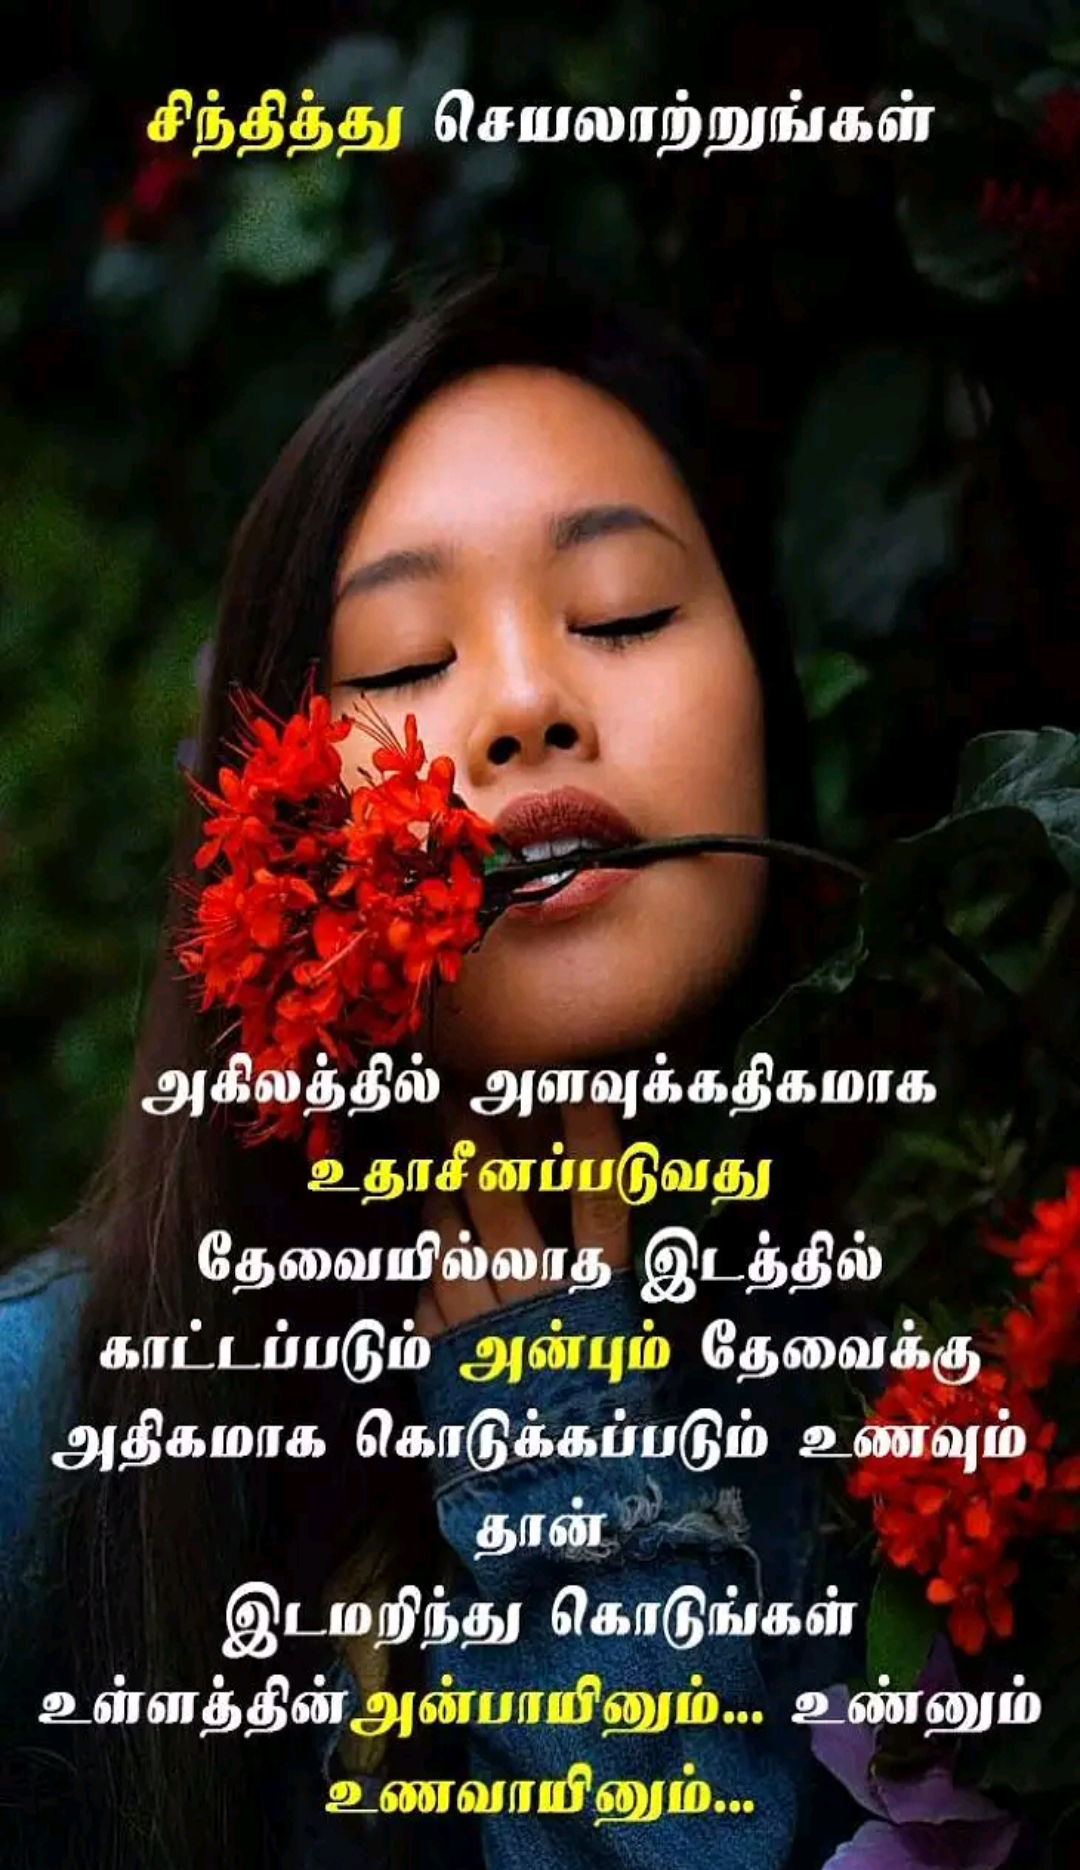 சிந்தித்து செயலாற்றுங்கள்
அகிலத்தில் அளவுக்கதிகமாக
உதாசீனப்படுவது
தேவையில்லாத இடத்தில்
காட்டப்படும் அன்பும் தேவைக்கு
அதிகமாக கொடுக்கப்படும் உணவும்
தான்
இடமறிந்து கொடுங்கள்
உள்ளத்தின் அன்பாயினும்... உண்னும்
உணவாயினும்...